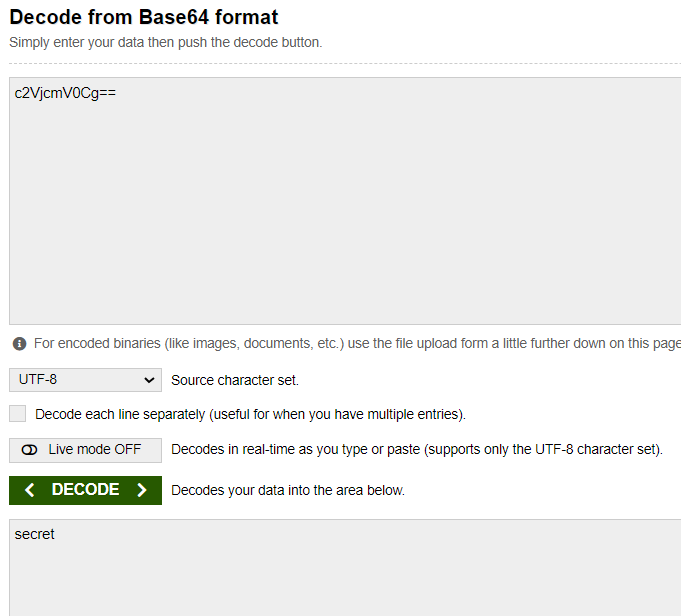 Decode from Base64 format
Simply enter your data then push the decode button.
c2VjcmV0Cg==
For encoded binaries (like images, documents, etc.) use the file upload form a little further down on this page
UTF-8 Source character set.
Decode each line separately (useful for when you have multiple entries).
Live mode OFF Decodes in real-time as you type or paste (supports only the UTF-8 character set).
< DECODE > Decodes your data into the area below.
secret